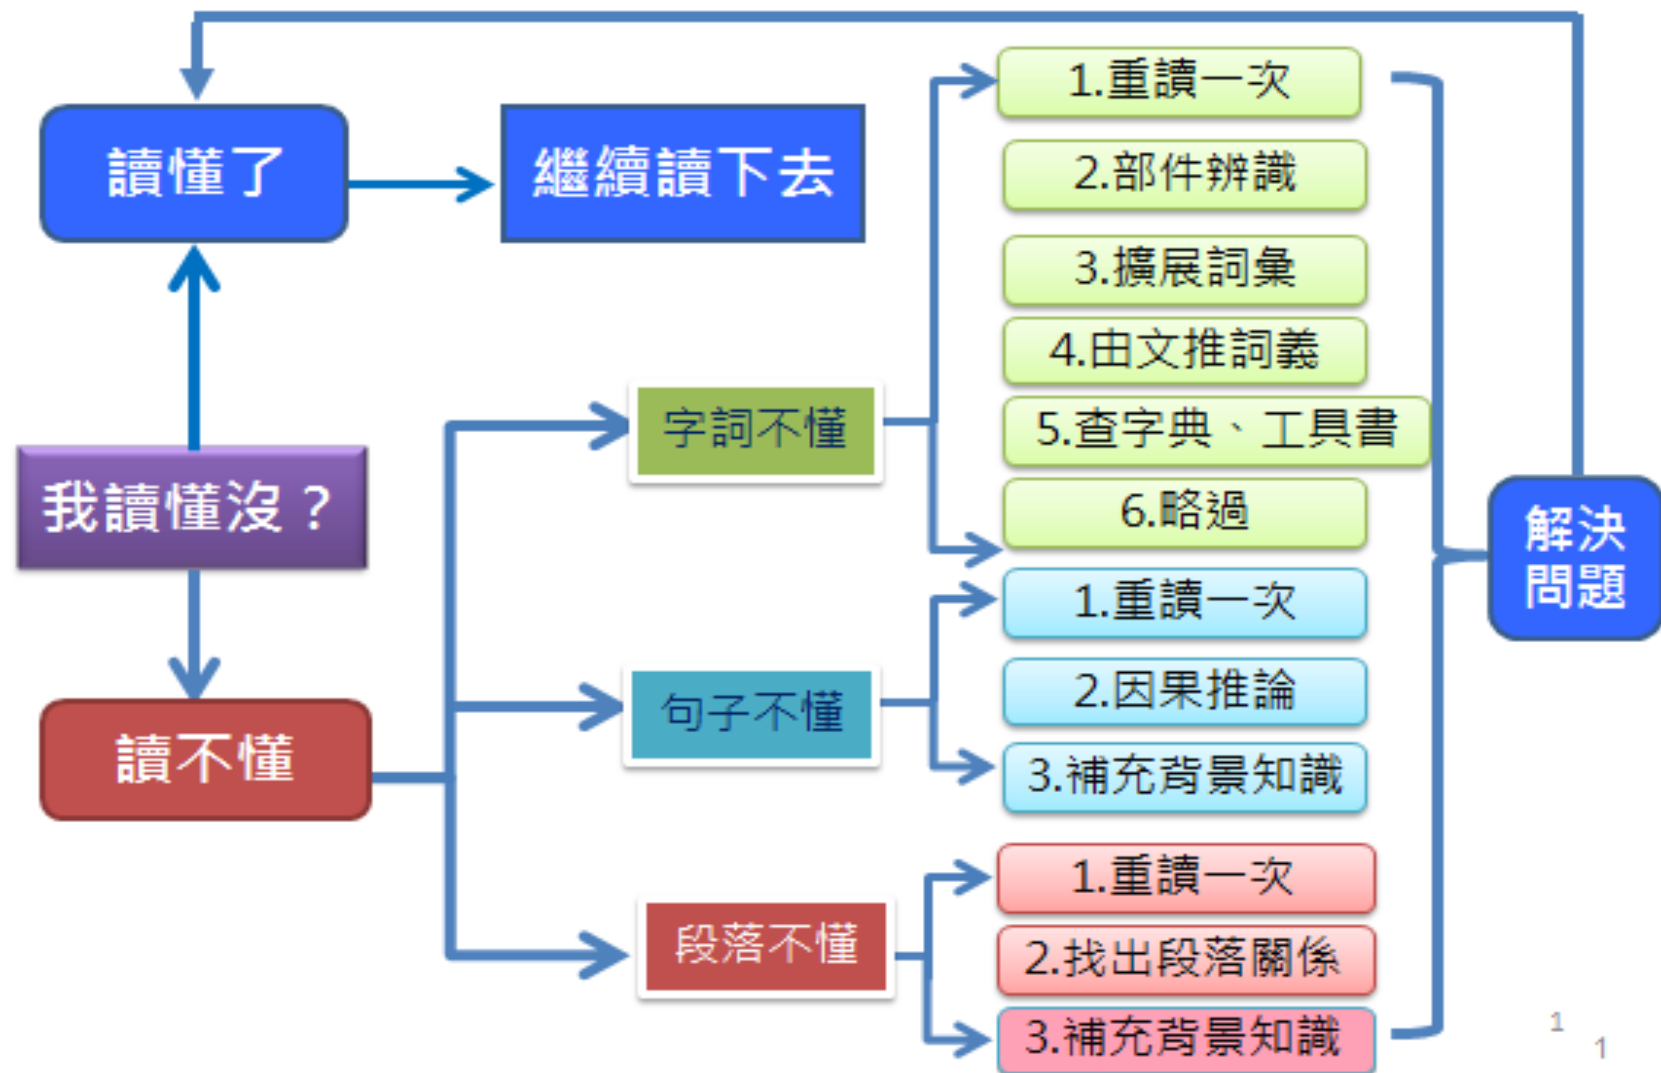 讀懂了
繼續讀下去
我讀懂沒？
讀不懂
字詞不懂
1.重讀一次
2.部件辨識
3.擴展詞彙
4.由文推詞義
5.查字典、工具書
6.略過
句子不懂
1.重讀一次
2.因果推論
3.補充背景知識
段落不懂
1.重讀一次
2.找出段落關係
3.補充背景知識
解決
問題
1
1